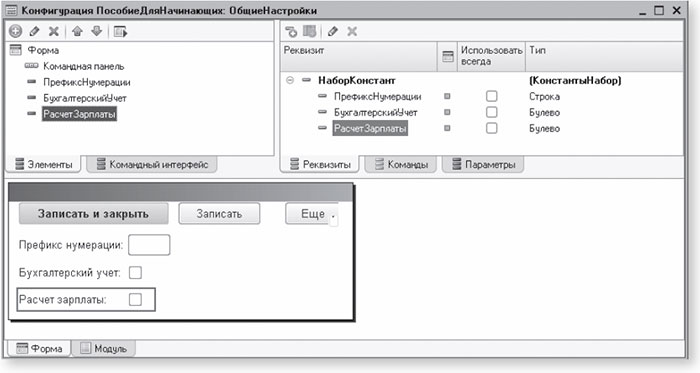 Конфигурация ПособиеДляНачинающих: ОбщиеНастройки
Форма
Командная панель
ПрефиксНумерации
БухгалтерскийУчет
РасчетЗарплаты
Элементы Командный интерфейс
Реквизит Использовать всегда Тип
НаборКонстант (КонстантыНабор)
ПрефиксНумерации Строка
БухгалтерскийУчет Булево
РасчетЗарплаты Булево
Реквизиты Команды Параметры
Записать и закрыть Записать Еще
Префикс нумерации:
Бухгалтерский учет:
Расчет зарплаты:
Форма Модуль